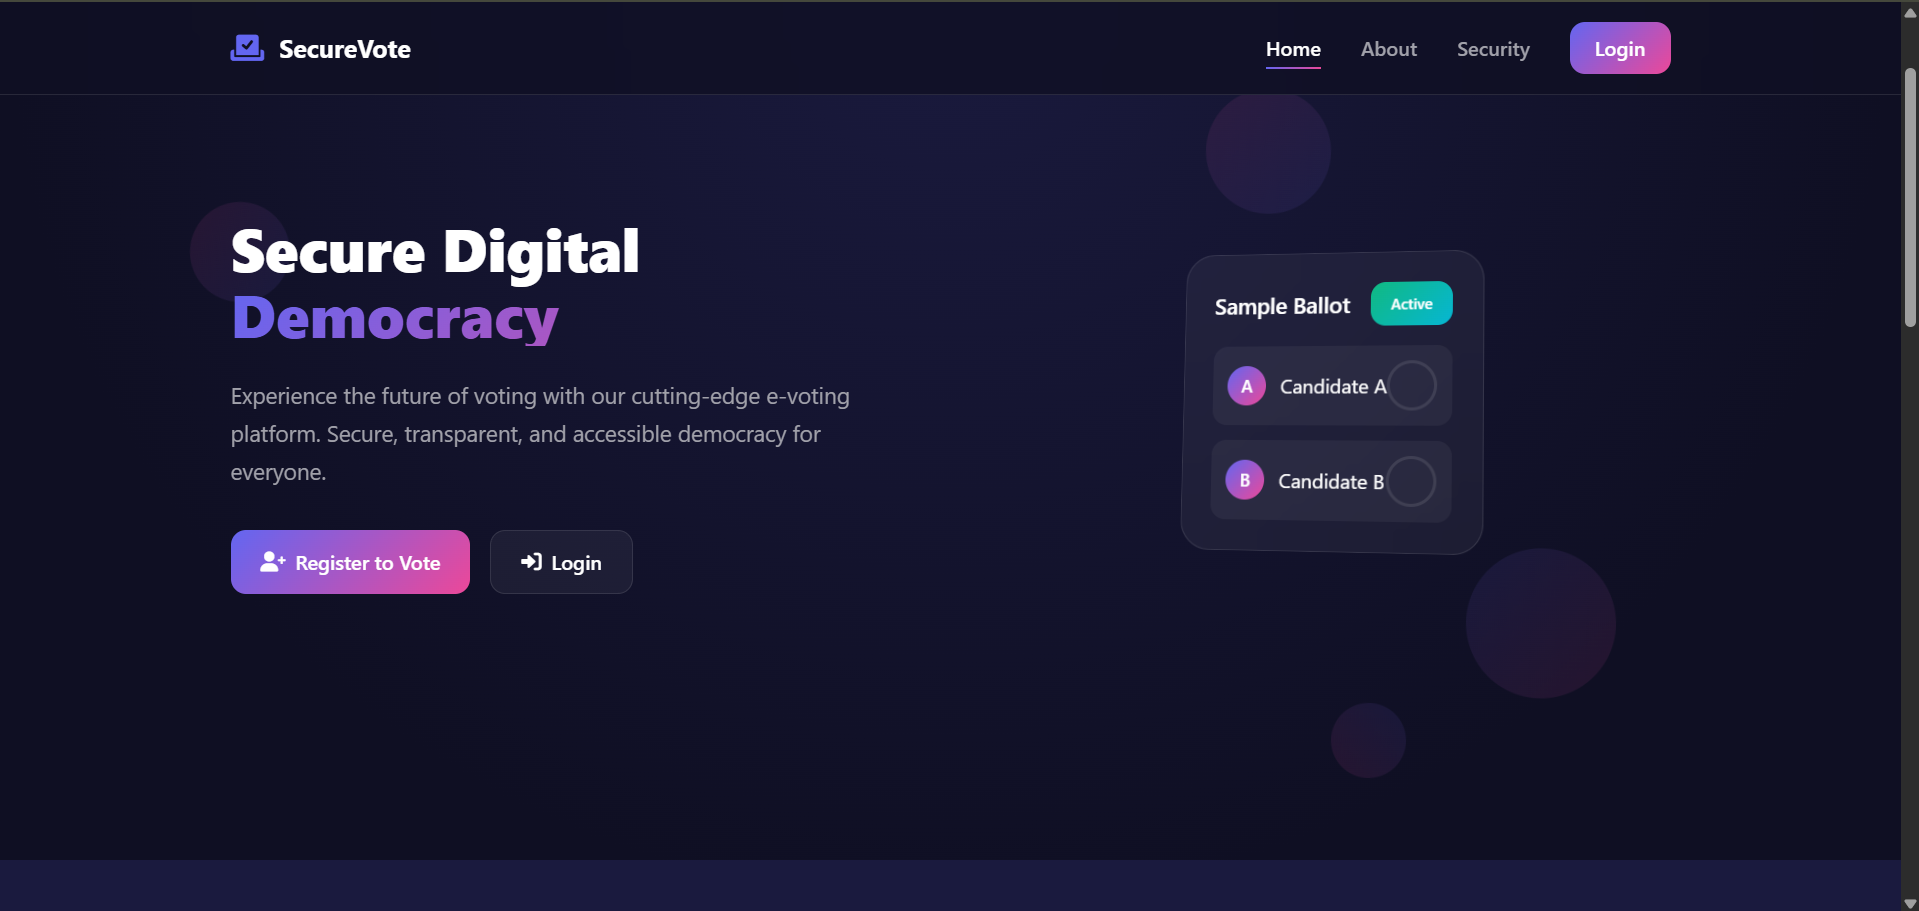 SecureVote
Home
About
Security
Login
Secure Digital
Democracy
Experience the future of voting with our cutting-edge e-voting
platform. Secure, transparent, and accessible democracy for
everyone.
Register to Vote
Login
Sample Ballot
Active
A
Candidate A
B
Candidate B